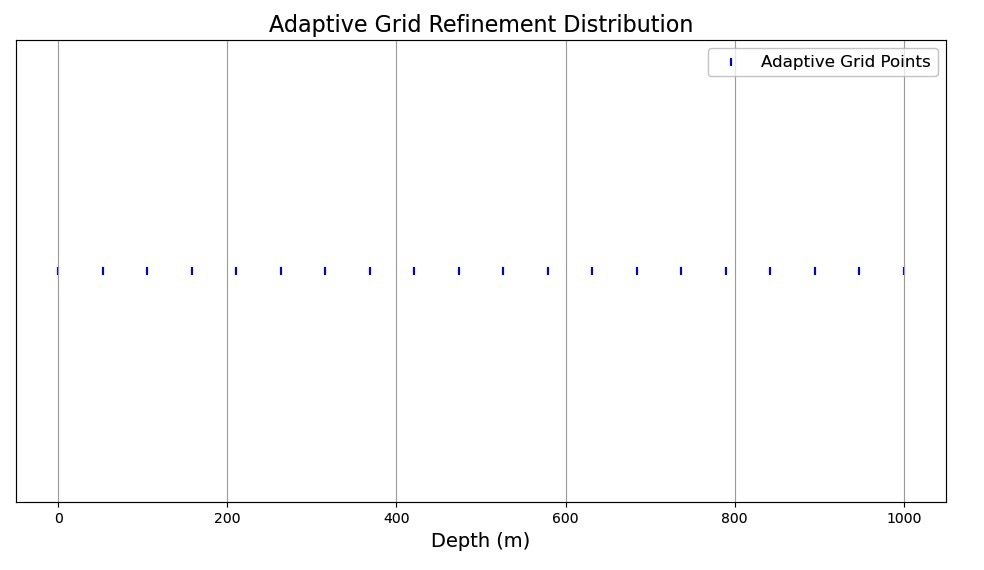 Adaptive Grid Refinement Distribution
Adaptive Grid Points
0 200 400 600 800 1000
Depth (m)